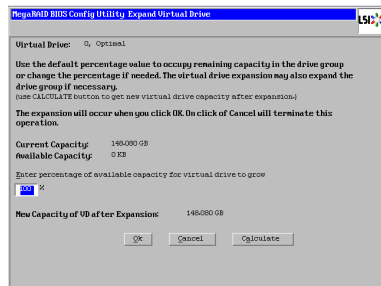 MegaRAID BIOS Config Utility Expand Virtual Drive
LSI
Virtual Drive: 0, Optimal
Use the default percentage value to occupy remaining capacity in the drive group
or change the percentage if needed. The virtual drive expansion may also expand the
drive group if necessary.
(use CALCULATE button to get new virtual drive capacity after expansion.)
The expansion will occur when you click OK. On click of Cancel will terminate this
operation.
Current Capacity: 148.080 GB
Available Capacity: 0 KB
Enter percentage of available capacity for virtual drive to grow
100 %
New Capacity of VD after Expansion: 148.080 GB
Ok Cancel Calculate